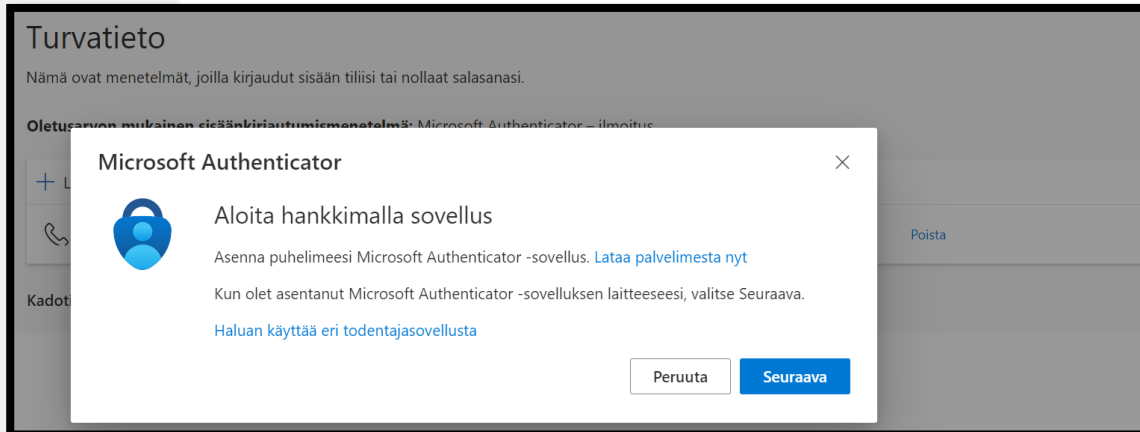 Turvatieto
Nämä ovat menetelmät, joilla kirjaudut sisään tiliisi tai nollaat salasanasi.
Oletusarvon mukainen sisäänkirjautumismenetelmä: Microsoft Authenticator – ilmoitus
Microsoft Authenticator
Aloita hankkimalla sovellus
Poista
Asenna puhelimeesi Microsoft Authenticator -sovellus. Lataa palvelimesta nyt
Kun olet asentanut Microsoft Authenticator -sovelluksen laitteeseesi, valitse Seuraava.
Haluan käyttää eri todentajasovellusta
Peruuta
Seuraava